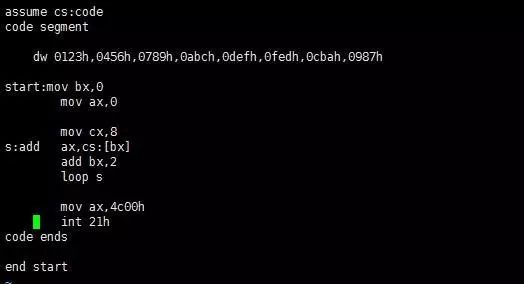 assume cs:code
code segment
dw 0123h,0456h,0789h,0abch,0defh,0fedh,0cbah,0987h
start:mov bx,0
mov ax,0
mov cx,8
s:add ax,cs:[bx]
add bx,2
loop s
mov ax,4c00h
int 21h
code ends
end start
~